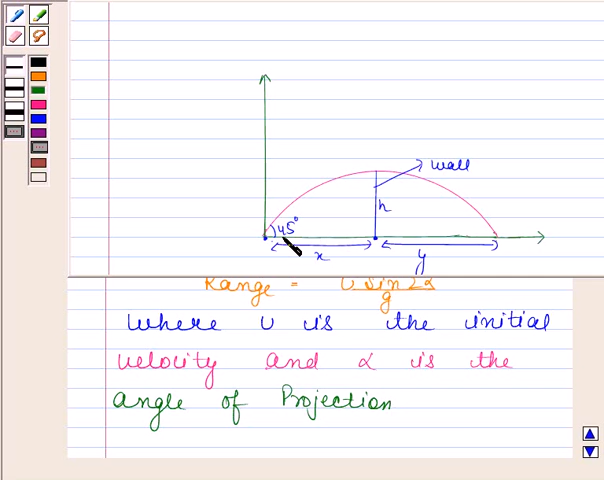 wall
h
45°
x
y
Range = U sin2α
g
Where U is the initial
velocity and α is the
angle of Projection